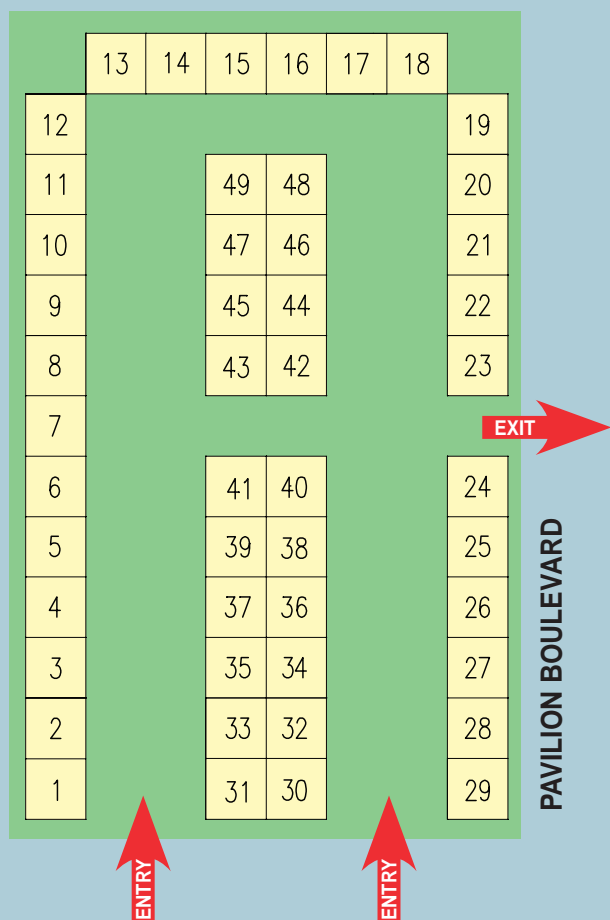 13 14 15 16 17 18
12 19
11 49 48 20
10 47 46 21
9 45 44 22
8 43 42 23
7 EXIT
6 41 40 24
5 39 38 25
4 37 36 26
3 35 34 27
2 33 32 28
1 31 30 29
PAVILION BOULEVARD
ENTRY ENTRY